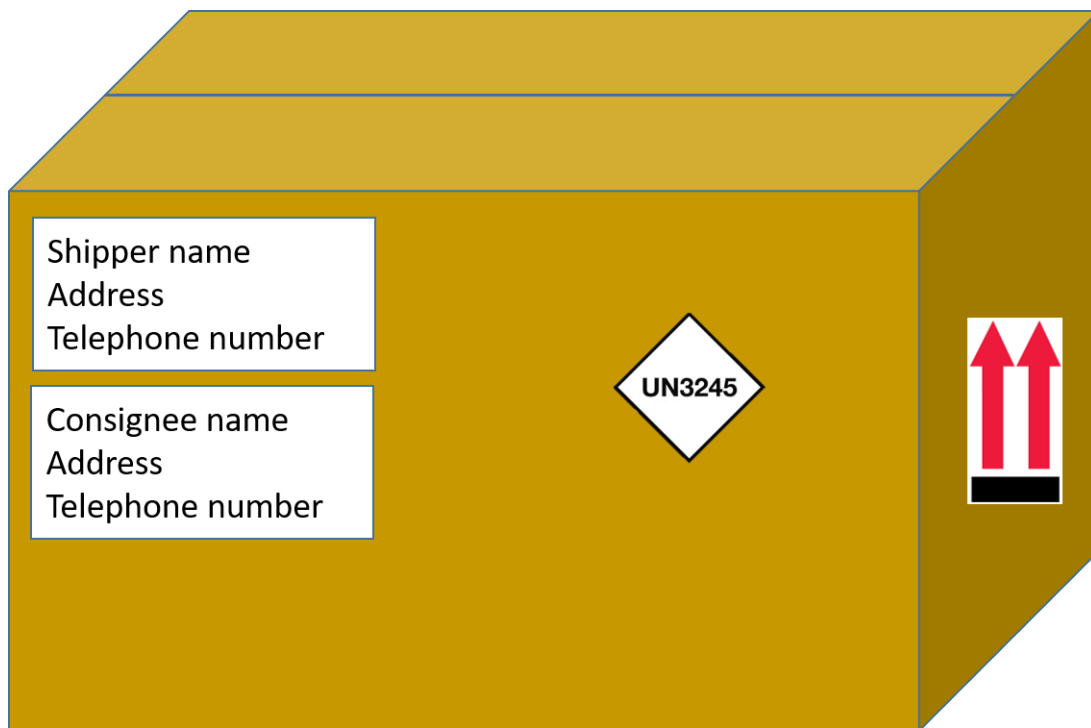 Shipper name
Address
Telephone number
Consignee name
Address
Telephone number
UN3245